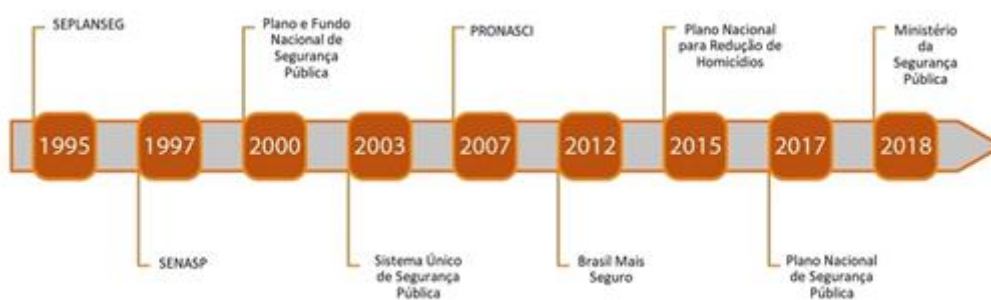 SEPLANSEG
Plano e Fundo
Nacional de
Segurança
Pública
PRONASCI
Plano Nacional
para Redução de
Homicídios
Ministério
da
Segurança
Pública
1995
1997
2000
2003
2007
2012
2015
2017
2018
SENASP
Sistema Único
de Segurança
Pública
Brasil Mais
Seguro
Plano Nacional
de Segurança
Pública